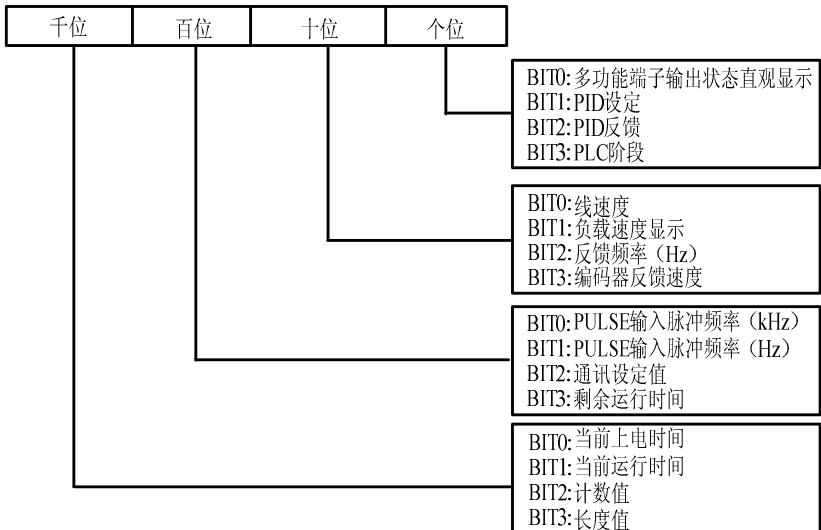 千位 百位 十位 个位
BIT0:多功能端子输出状态直观显示
BIT1:PID设定
BIT2:PID反馈
BIT3:PLC阶段
BIT0:线速度
BIT1:负载速度显示
BIT2:反馈频率（Hz）
BIT3:编码器反馈速度
BIT0:PULSE输入脉冲频率（kHz）
BIT1:PULSE输入脉冲频率（Hz）
BIT2:通讯设定值
BIT3:剩余运行时间
BIT0:当前上电时间
BIT1:当前运行时间
BIT2:计数值
BIT3:长度值